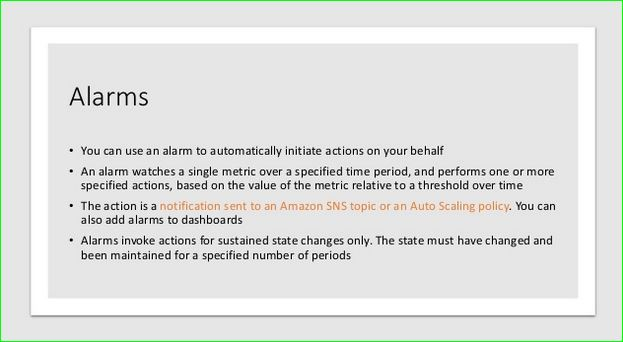 Alarms
• You can use an alarm to automatically initiate actions on your behalf
• An alarm watches a single metric over a specified time period, and performs one or more
specified actions, based on the value of the metric relative to a threshold over time
• The action is a notification sent to an Amazon SNS topic or an Auto Scaling policy. You can
also add alarms to dashboards
• Alarms invoke actions for sustained state changes only. The state must have changed and
been maintained for a specified number of periods